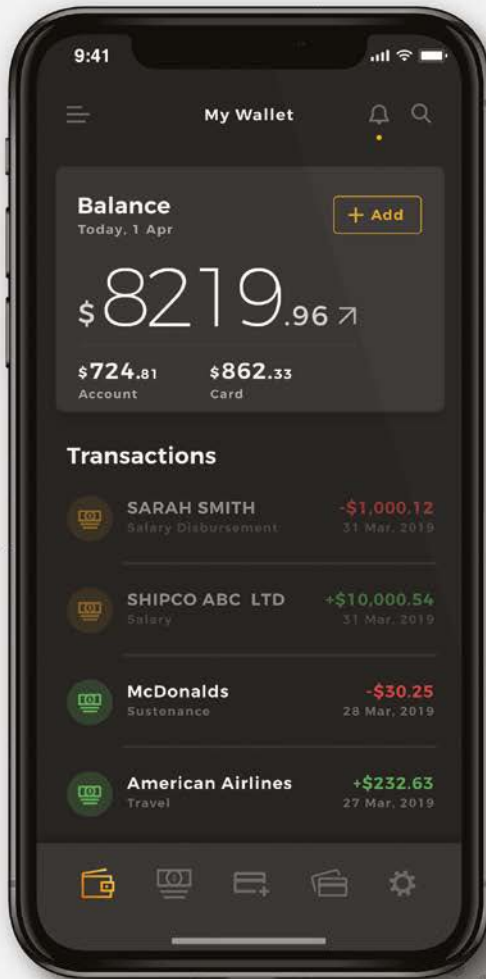 9:41
My Wallet
Balance
Today, 1 Apr
+ Add
$8219.96
$724.81 $862.33
Account Card
Transactions
SARAH SMITH -$1,000.12
Salary Disbursement 31 Mar, 2019
SHIPCO ABC LTD +$10,000.54
Salary 31 Mar, 2019
McDonalds -$30.25
Sustenance 28 Mar, 2019
American Airlines +$232.63
Travel 27 Mar, 2019